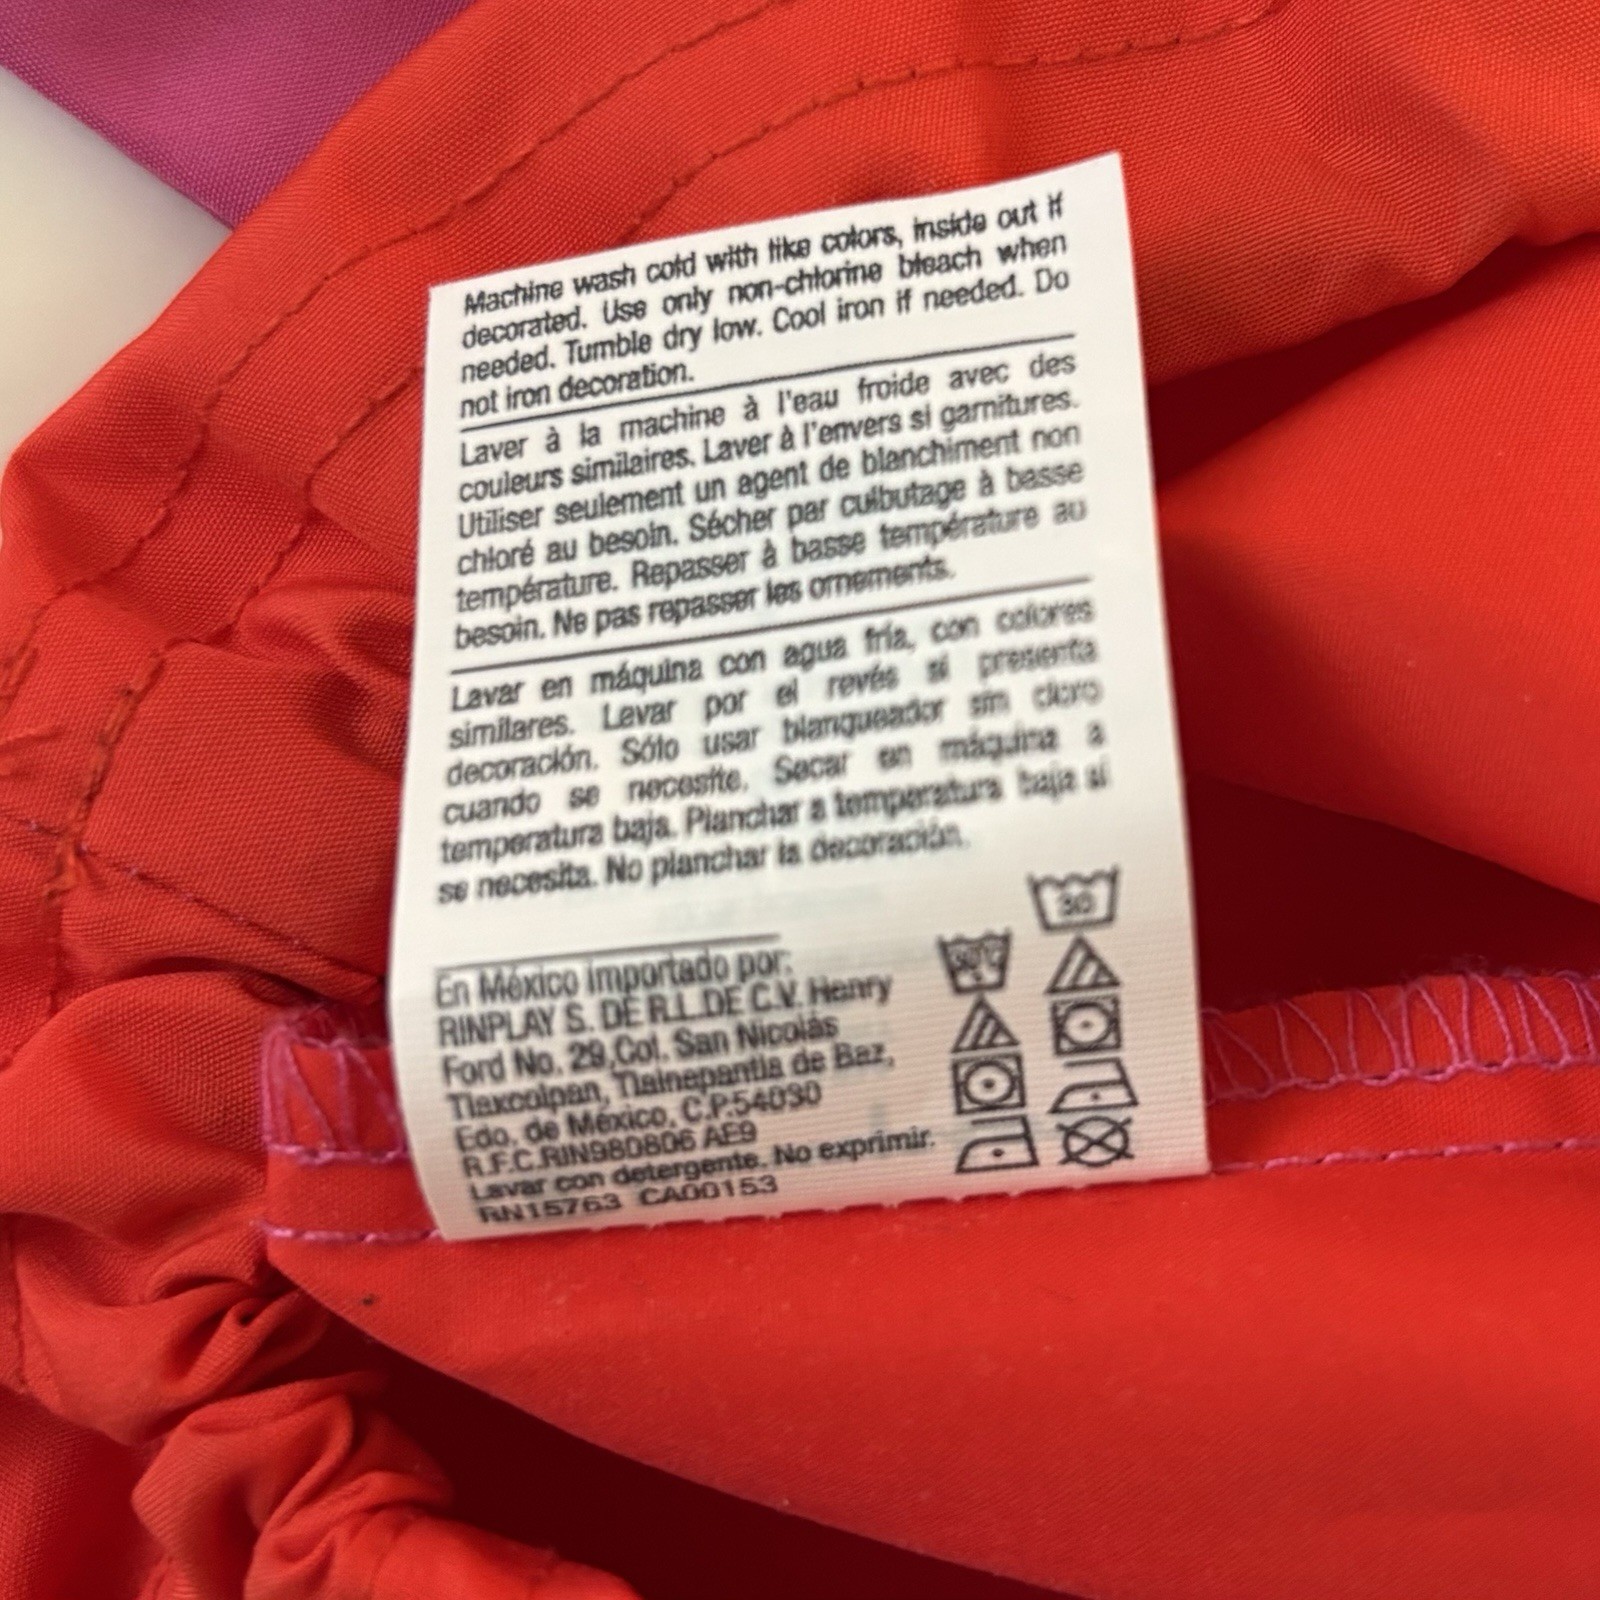 Machine wash cold with like colors, inside out if
decorated. Use only non-chlorine bleach when
needed. Tumble dry low. Cool iron if needed. Do
not iron decoration.
Laver à la machine à l'eau froide avec des
couleurs similaires. Laver à l'envers si garnitures.
Utiliser seulement un agent de blanchiment non
chloré au besoin. Sécher par culbutage à basse
température. Repasser à basse température au
besoin. Ne pas repasser les ornements.
Lavar en máquina con agua fría, con colores
similares. Lavar por el revés si presenta
decoración. Sólo usar blanqueador sin cloro
cuando se necesite. Secar en máquina a
temperatura baja. Planchar a temperatura baja si
se necesita. No planchar la decoración.
30
30°C
En México importado por:
RINPLAY S. DE R.L.DE C.V. Henry
Ford No. 29,Col. San Nicolás
Tlaxcolpan, Tlalnepantla de Baz,
Edo. de México, C.P.54030
R.F.C.RIN980806 AE9
Lavar con detergente. No exprimir.
RN15763 CA00153